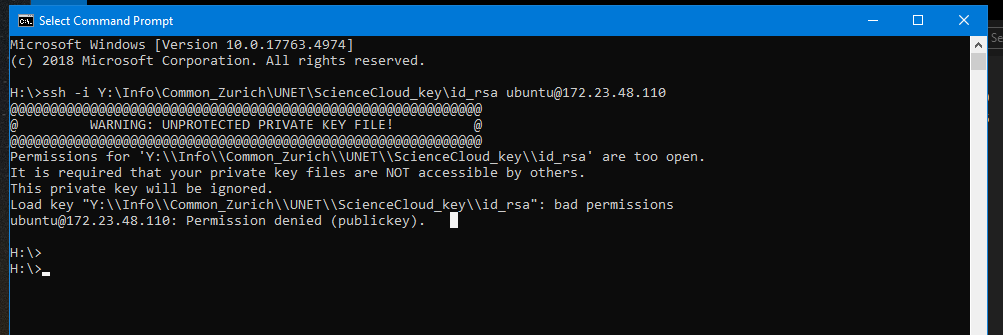 Select Command Prompt
Microsoft Windows [Version 10.0.17763.4974]
(c) 2018 Microsoft Corporation. All rights reserved.
H:\>ssh -i Y:\Info\Common_Zurich\UNET\ScienceCloud_key\id_rsa ubuntu@172.23.48.110
@@@@@@@@@@@@@@@@@@@@@@@@@@@@@@@@@@@@@@@@@@@@@@@@@@@@@@@@@@@
@         WARNING: UNPROTECTED PRIVATE KEY FILE!          @
@@@@@@@@@@@@@@@@@@@@@@@@@@@@@@@@@@@@@@@@@@@@@@@@@@@@@@@@@@@
Permissions for 'Y:\\Info\\Common_Zurich\\UNET\\ScienceCloud_key\\id_rsa' are too open.
It is required that your private key files are NOT accessible by others.
This private key will be ignored.
Load key "Y:\\Info\\Common_Zurich\\UNET\\ScienceCloud_key\\id_rsa": bad permissions
ubuntu@172.23.48.110: Permission denied (publickey).
H:\>
H:\>